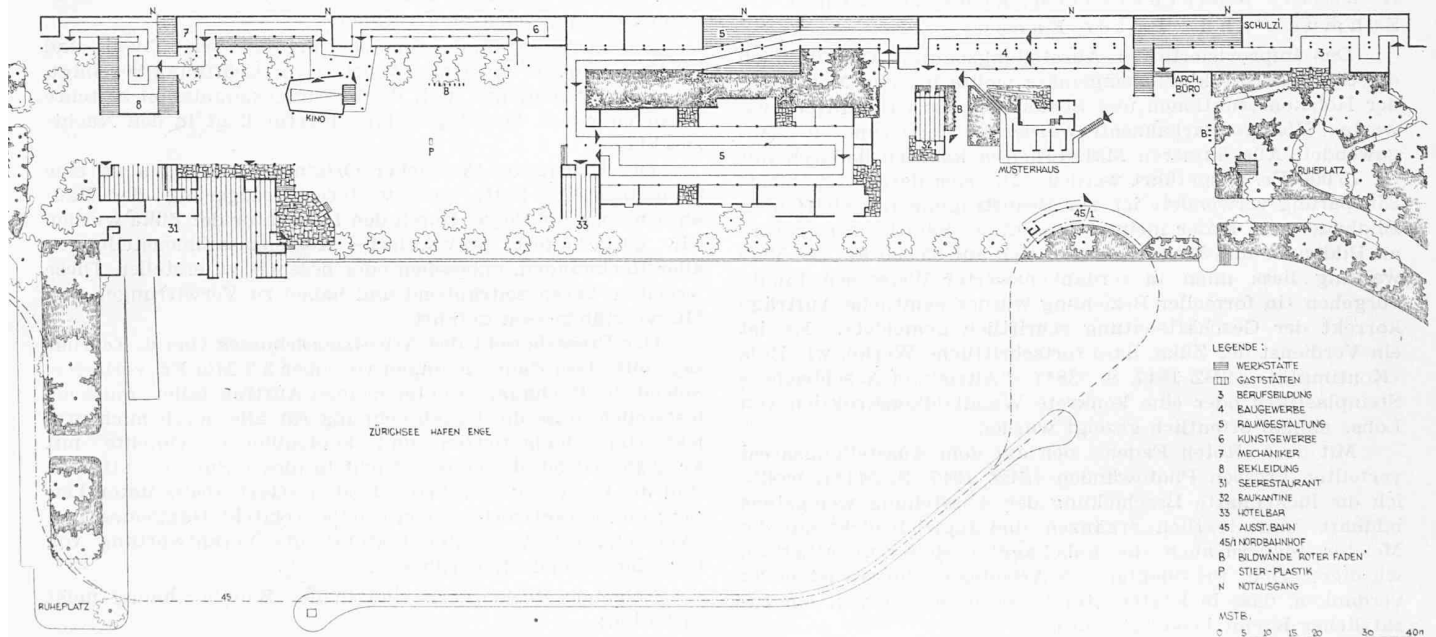 N N N N N
7 6 5 4 SCHULZI. 3
8 KINO B P 5 B ARCH.
BÜRO
B
MUSTERHAUS RUHEPLATZ
31 33 32 45/1
ZÜRICHSEE HAFEN ENGE
RUHEPLATZ 45
LEGENDE:
WERKSTÄTTE
GASTSTÄTTEN
3 BERUFSBILDUNG
4 BAUGEWERBE
5 RAUMGESTALTUNG
6 KUNSTGEWERBE
7 MECHANIKER
8 BEKLEIDUNG
31 SEERESTAURANT
32 BAUKANTINE
33 HOTELBAR
45 AUSST. BAHN
45/1 NORDBAHNHOF
B BILDWÄNDE "ROTER FADEN"
P STIER-PLASTIK
N NOTAUSGANG
MSTB.
0 5 10 15 20 30 40m